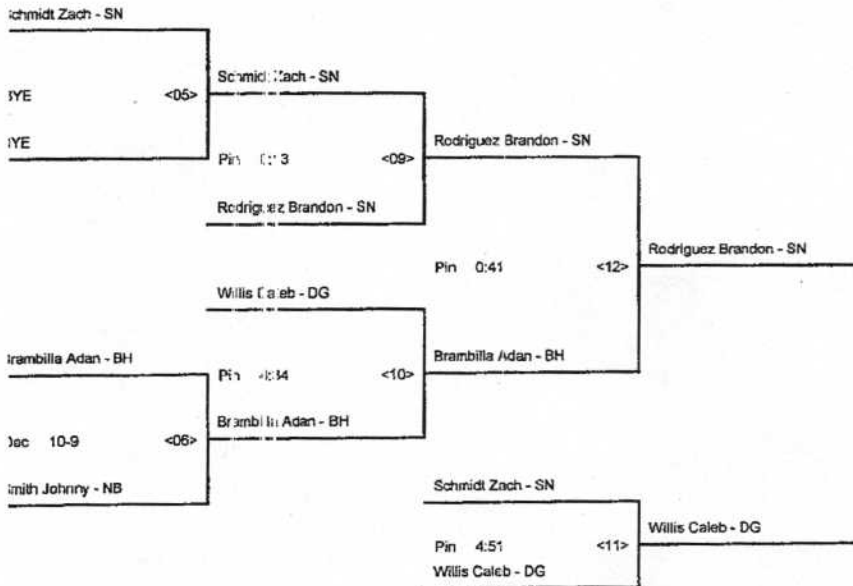 Schmidt Zach - SN
BYE <05>
BYE
Schmidt Zach - SN
Pin <09>
Rodriguez Brandon - SN
Rodriguez Brandon - SN
Pin 0:41 <12>
Rodriguez Brandon - SN
Willis Caleb - DG
Brambilla Adan - BH
Pin <10>
Brambilla Adan - BH
Dec 10-9 <06>
Brambilla Adan - BH
Smith Johnny - NB
Schmidt Zach - SN
Pin 4:51 <11>
Willis Caleb - DG
Willis Caleb - DG